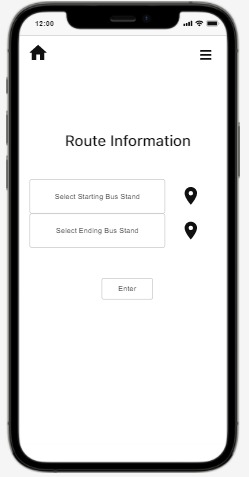 12:00
Route Information
Select Starting Bus Stand
Select Ending Bus Stand
Enter